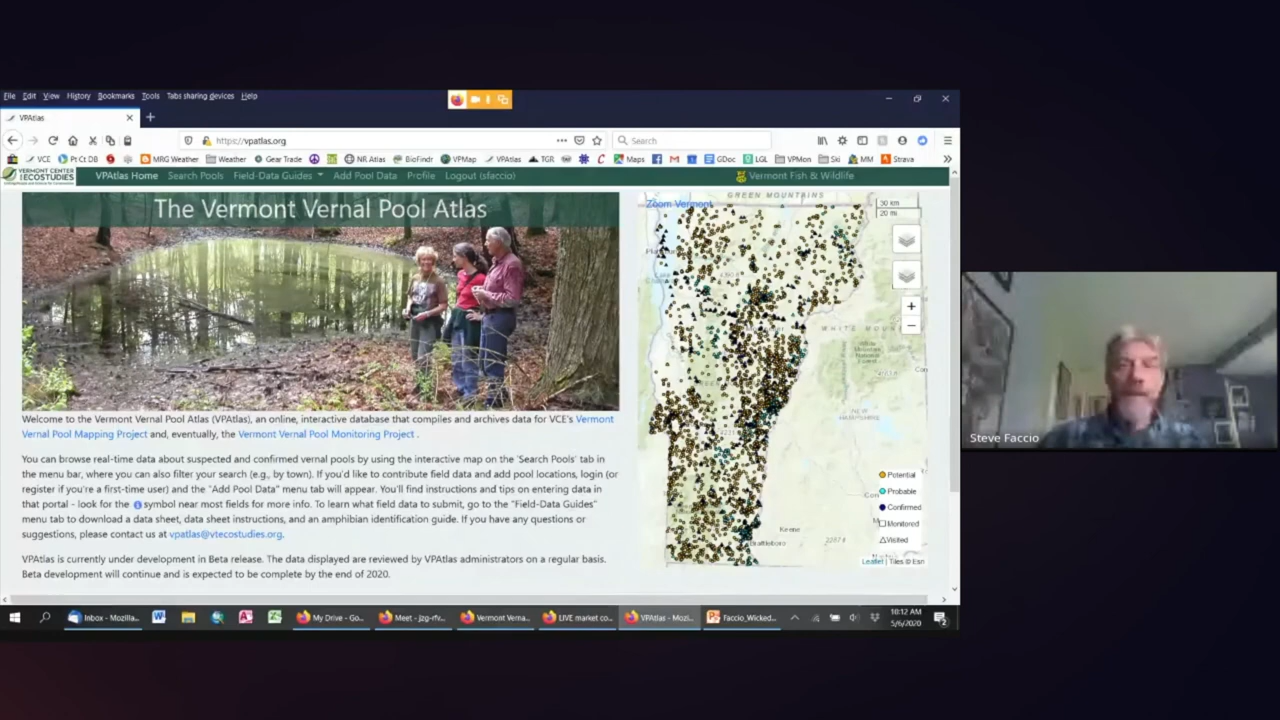 File Edit View History Bookmarks Tools Tabs sharing devices Help
VPAtlas
https://vpatlas.org
Search
VCE Pt Ct DB MRG Weather Weather Gear Trade NR Atlas BioFindr VPMap VPAtlas TGR Maps GDoc LGL VPMon Ski MM Strava
VERMONT CENTER
ECOSTUDIES
VPAtlas Home Search Pools Field-Data Guides Add Pool Data Profile Logout (sfaccio) Vermont Fish & Wildlife
The Vermont Vernal Pool Atlas
Welcome to the Vermont Vernal Pool Atlas (VPAtlas), an online, interactive database that compiles and archives data for VCE's Vermont
Vernal Pool Mapping Project and, eventually, the Vermont Vernal Pool Monitoring Project .
You can browse real-time data about suspected and confirmed vernal pools by using the interactive map on the 'Search Pools' tab in
the menu bar, where you can also filter your search (e.g., by town). If you'd like to contribute field data and add pool locations, login (or
register if you're a first-time user) and the "Add Pool Data" menu tab will appear. You'll find instructions and tips on entering data in
that portal - look for the symbol near most fields for more info. To learn what field data to submit, go to the "Field-Data Guides"
menu tab to download a data sheet, data sheet instructions, and an amphibian identification guide. If you have any questions or
suggestions, please contact us at vpatlas@vtecostudies.org.
VPAtlas is currently under development in Beta release. The data displayed are reviewed by VPAtlas administrators on a regular basis.
Beta development will continue and is expected to be complete by the end of 2020.
GREEN MOUNTAINS
Zoom Vermont
30 km
20 mi
+
−
WHITE
NEW
HAMPSHIRE
Keene
Potential
Probable
Confirmed
Monitored
Visited
Leaflet | Tiles © Esri
Steve Faccio
Inbox - Mozilla... My Drive - Go... Meet - jzg-rfv... Vermont Verna... LIVE market co... VPAtlas - Mozi... Faccio_Wicked...
10:12 AM
5/6/2020
2